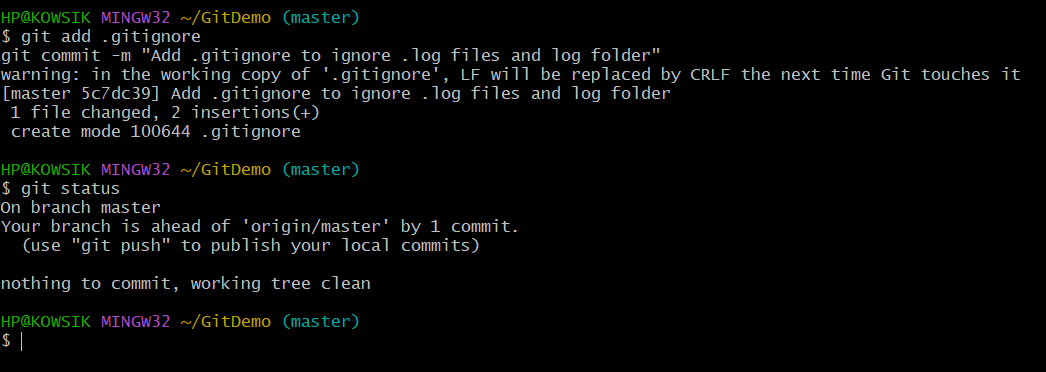 HP@KOWSIK MINGW32 ~/GitDemo (master)
$ git add .gitignore
git commit -m "Add .gitignore to ignore .log files and log folder"
warning: in the working copy of '.gitignore', LF will be replaced by CRLF the next time Git touches it
[master 5c7dc39] Add .gitignore to ignore .log files and log folder
 1 file changed, 2 insertions(+)
 create mode 100644 .gitignore

HP@KOWSIK MINGW32 ~/GitDemo (master)
$ git status
On branch master
Your branch is ahead of 'origin/master' by 1 commit.
  (use "git push" to publish your local commits)

nothing to commit, working tree clean

HP@KOWSIK MINGW32 ~/GitDemo (master)
$